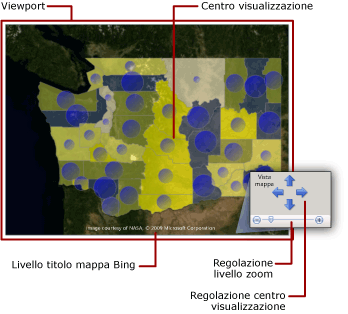 Viewport
Centro visualizzazione
Vista
mappa
Image courtesy of NASA, © 2009 Microsoft Corporation
Livello titolo mappa Bing
Regolazione
livello zoom
Regolazione centro
visualizzazione